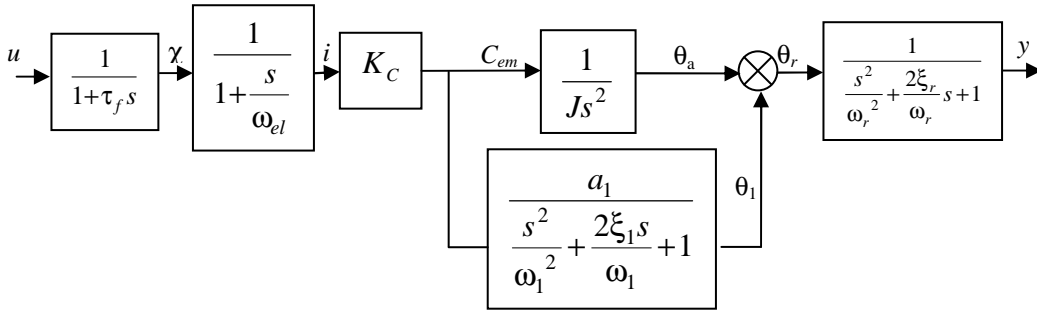 u
1
1+τ_f s
χ
1
1+ s/ω_el
i
K_C
C_em
1
Js²
θ_a
θ_r
1
s²/ω_r² + 2ξ_r/ω_r s+1
y
a_1
s²/ω_1² + 2ξ_1 s/ω_1 +1
θ_1